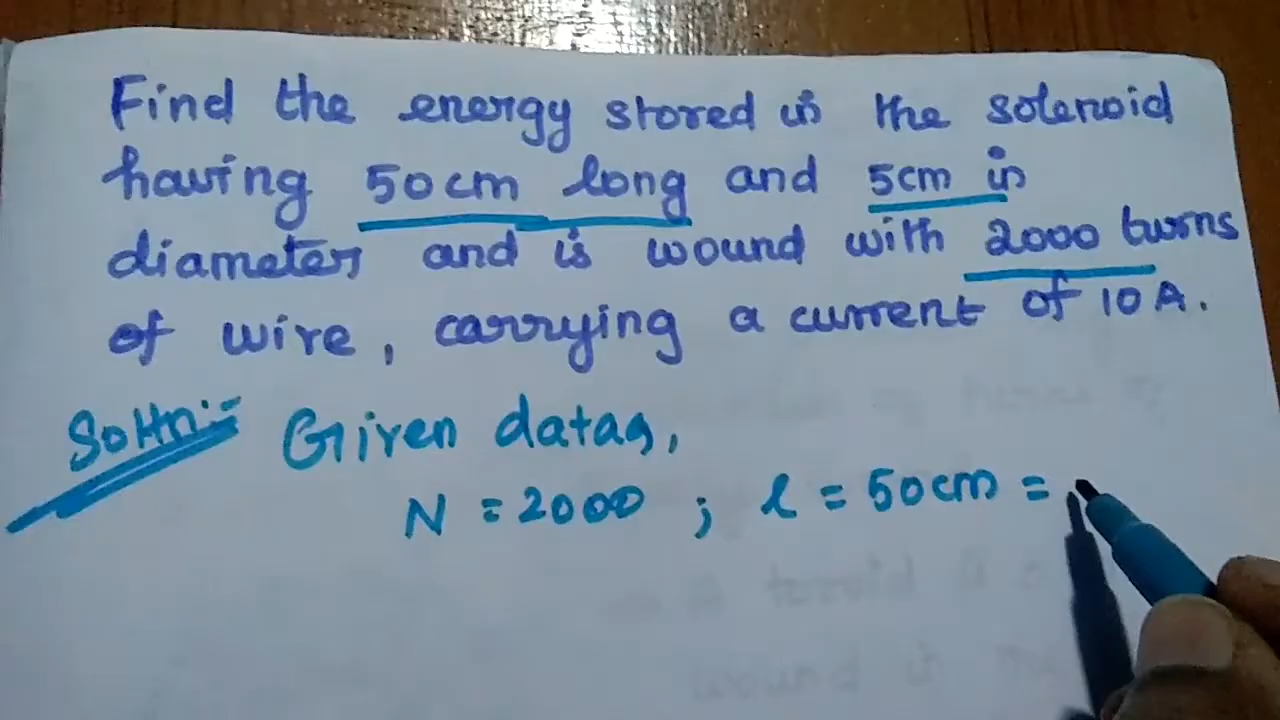 Find the energy stored in the solenoid
having 50cm long and 5cm in
diameter and is wound with 2000 turns
of wire, carrying a current of 10 A.
Soltn:- Given datas,
N = 2000 ; l = 50cm =